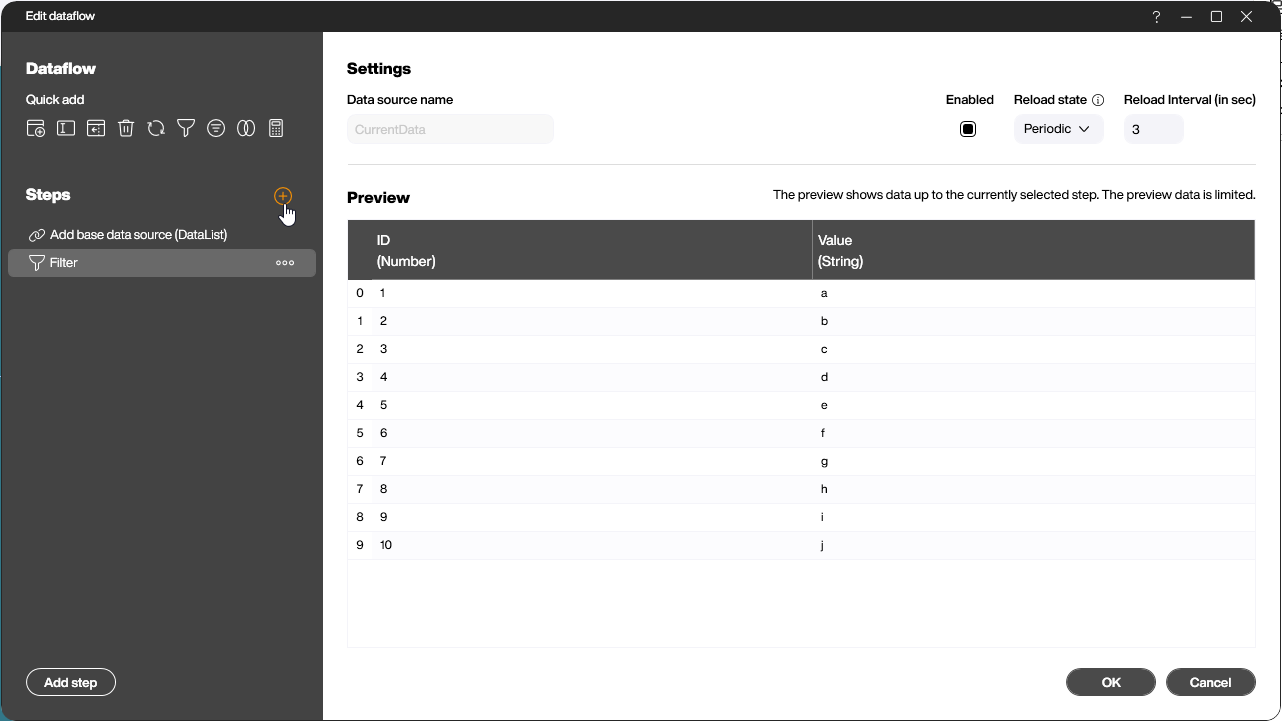 Edit dataflow
?
Dataflow
Quick add
Steps
Add base data source (DataList)
Filter
Add step
Settings
Data source name
CurrentData
Enabled
Reload state
Periodic
Reload Interval (in sec)
3
Preview
The preview shows data up to the currently selected step. The preview data is limited.
ID
(Number)
Value
(String)
0 1 a
1 2 b
2 3 c
3 4 d
4 5 e
5 6 f
6 7 g
7 8 h
8 9 i
9 10 j
OK
Cancel